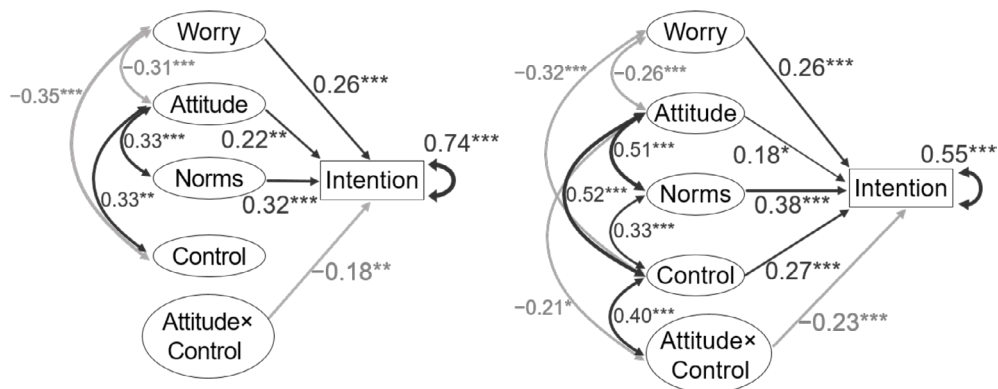 Worry
−0.31***
−0.35***
0.26***
Attitude
0.33***
0.22**
0.74***
Norms
0.32***
Intention
0.33**
Control
−0.18**
Attitude×
Control
Worry
−0.32***
−0.26***
0.26***
Attitude
0.51***
0.18*
0.55***
Norms
0.38***
Intention
0.52***
0.33***
Control
0.27***
−0.21*
0.40***
−0.23***
Attitude×
Control